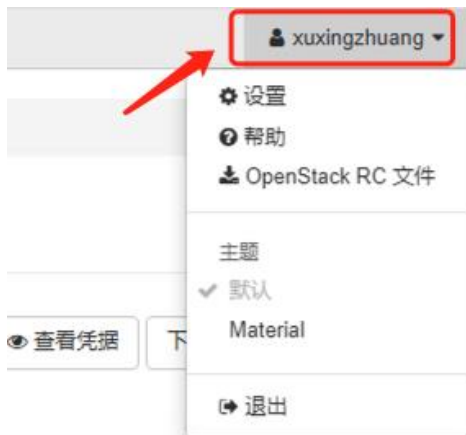 xuxingzhuang
设置
帮助
OpenStack RC 文件
主题
默认
Material
查看凭据
下
退出